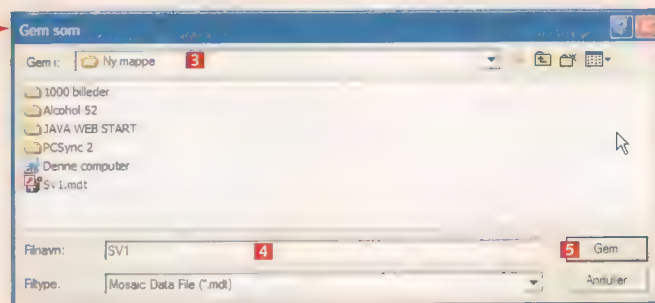 Gem som
Gem i: Ny mappe 3
1000 billeder
Alcohol 52
JAVA WEB START
PCSync 2
Denne computer
SV1.mdt
Filnavn: SV1 4 5 Gem
Filtype: Mosaic Data File (*.mdt) Annuller